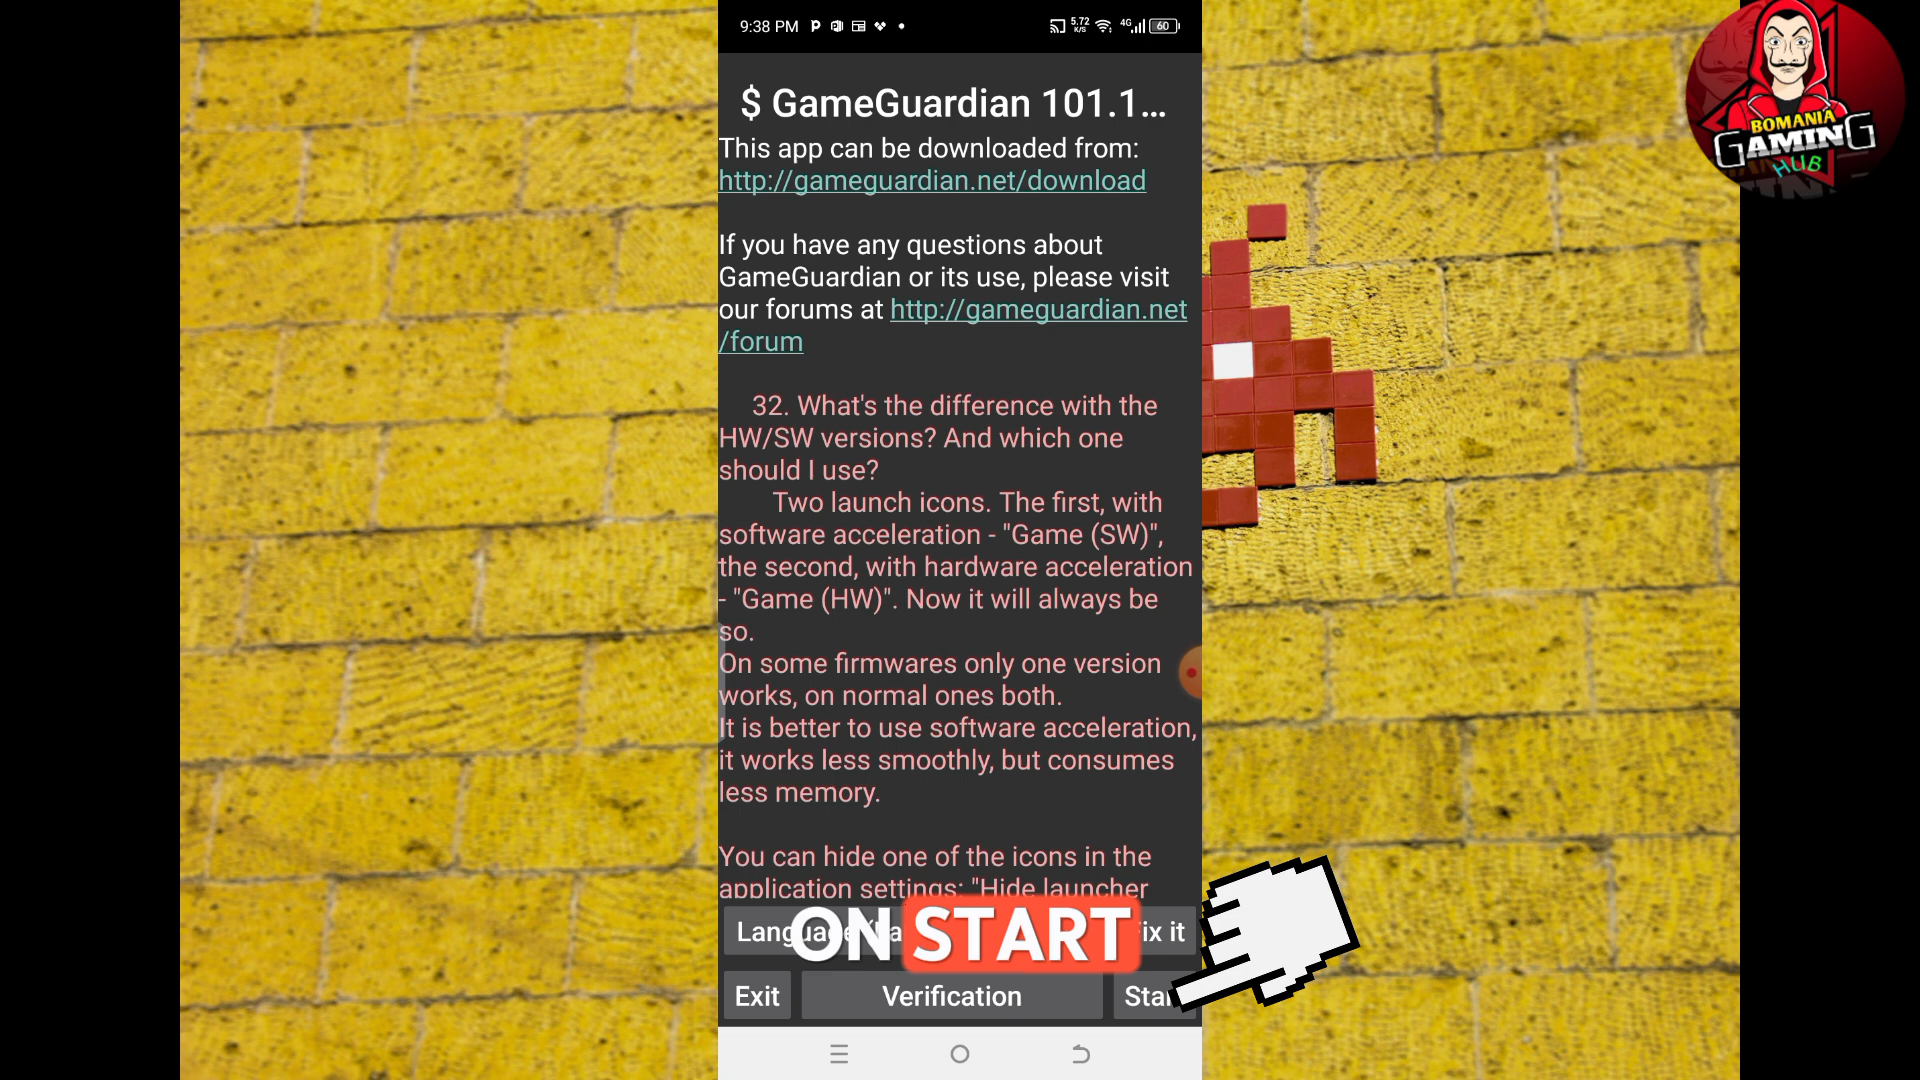 9:38 PM
5.72
K/S
4G
60
BOMANIA
GAMING
HUB
$ GameGuardian 101.1...
This app can be downloaded from:
http://gameguardian.net/download
If you have any questions about
GameGuardian or its use, please visit
our forums at http://gameguardian.net
/forum
32. What's the difference with the
HW/SW versions? And which one
should I use?
Two launch icons. The first, with
software acceleration - "Game (SW)",
the second, with hardware acceleration
- "Game (HW)". Now it will always be
so.
On some firmwares only one version
works, on normal ones both.
It is better to use software acceleration,
it works less smoothly, but consumes
less memory.
You can hide one of the icons in the
application settings: "Hide launcher
ON START
Exit
Verification